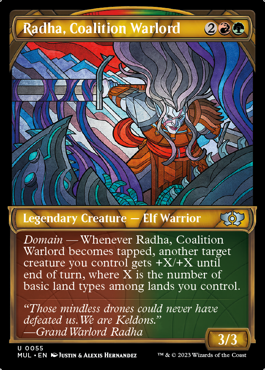 Radha, Coalition Warlord 2
Legendary Creature — Elf Warrior
Domain — Whenever Radha, Coalition
Warlord becomes tapped, another target
creature you control gets +X/+X until
end of turn, where X is the number of
basic land types among lands you control.
“Those mindless drones could never have
defeated us. We are Keldons.”
—Grand Warlord Radha
3/3
U 0055
MUL • EN Justin & Alexis Hernandez ™ & © 2023 Wizards of the Coast